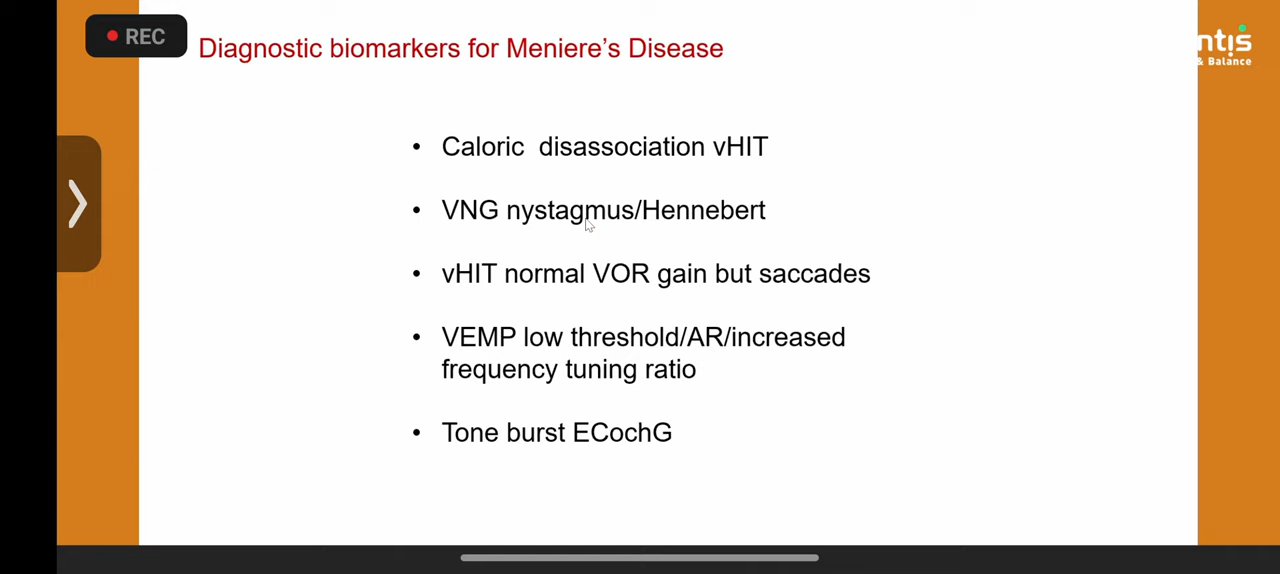 REC
Diagnostic biomarkers for Meniere's Disease
ntis
& Balance
• Caloric disassociation vHIT
• VNG nystagmus/Hennebert
• vHIT normal VOR gain but saccades
• VEMP low threshold/AR/increased
frequency tuning ratio
• Tone burst ECochG